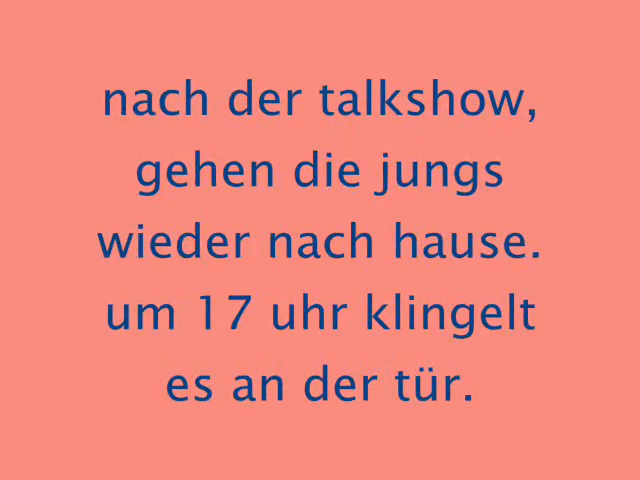 nach der talkshow,
gehen die jungs
wieder nach hause.
um 17 uhr klingelt
es an der tür.